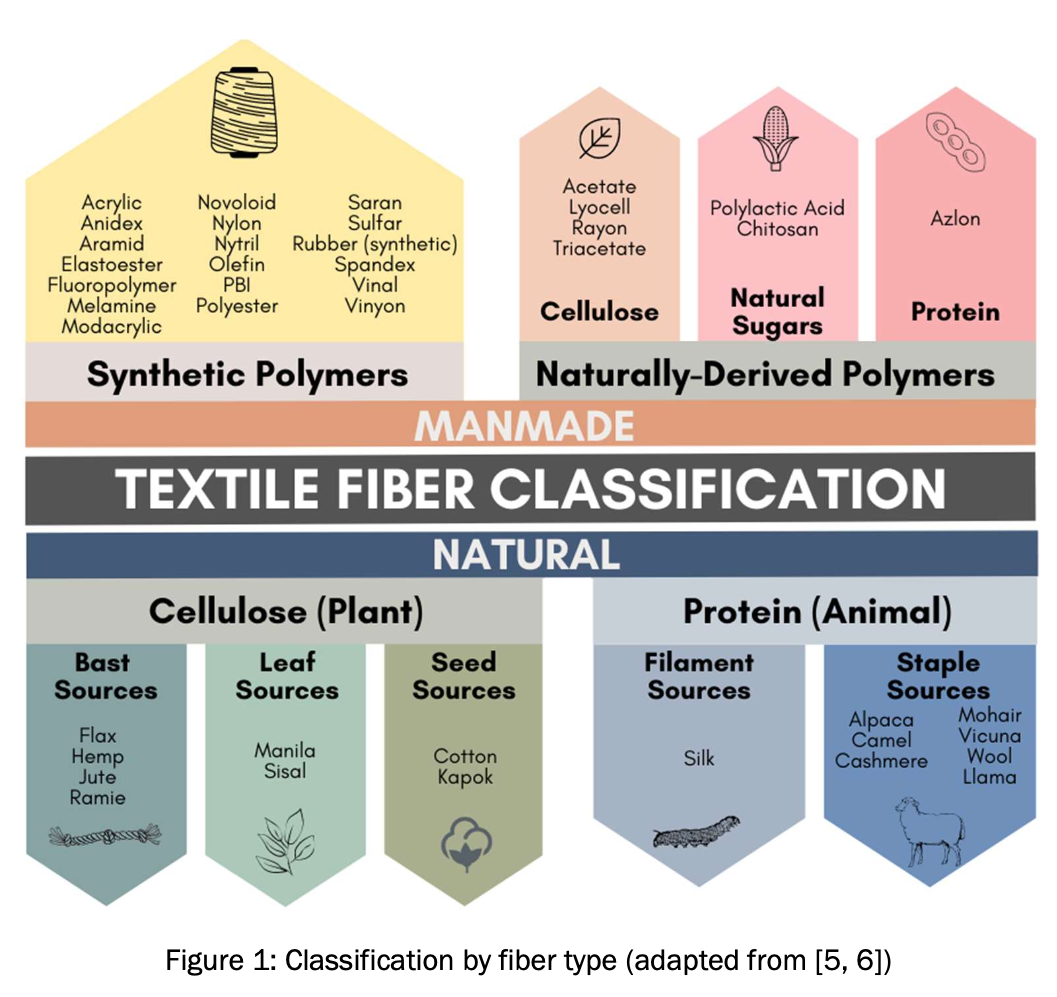 Acrylic
Anidex
Aramid
Elastoester
Fluoropolymer
Melamine
Modacrylic
Novoloid
Nylon
Nytril
Olefin
PBI
Polyester
Saran
Sulfar
Rubber (synthetic)
Spandex
Vinal
Vinyon
Synthetic Polymers
Acetate
Lyocell
Rayon
Triacetate
Cellulose
Polylactic Acid
Chitosan
Natural
Sugars
Azlon
Protein
Naturally-Derived Polymers
MANMADE
TEXTILE FIBER CLASSIFICATION
NATURAL
Cellulose (Plant)
Bast
Sources
Flax
Hemp
Jute
Ramie
Leaf
Sources
Manila
Sisal
Seed
Sources
Cotton
Kapok
Protein (Animal)
Filament
Sources
Silk
Staple
Sources
Alpaca
Camel
Cashmere
Mohair
Vicuna
Wool
Llama
Figure 1: Classification by fiber type (adapted from [5, 6])